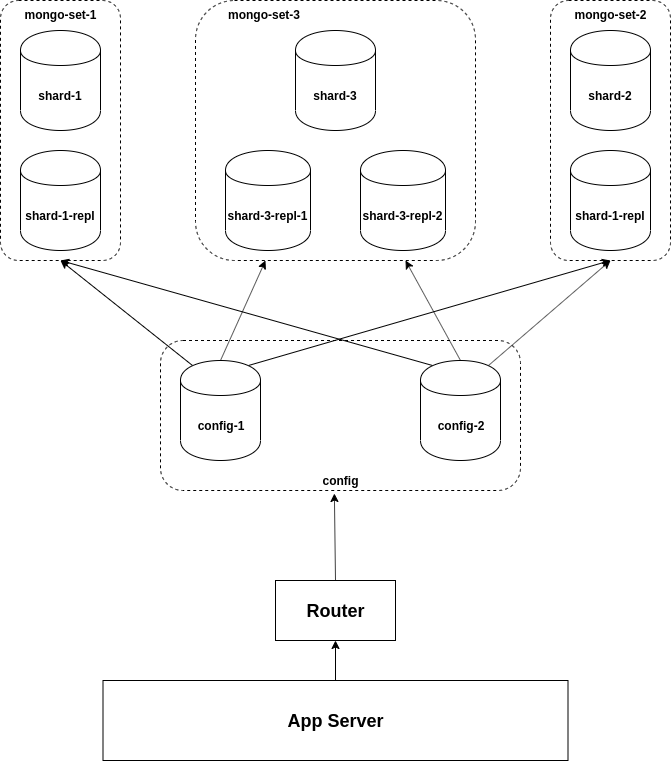 mongo-set-1
mongo-set-3
mongo-set-2
shard-1
shard-3
shard-2
shard-1-repl
shard-3-repl-1
shard-3-repl-2
shard-1-repl
config-1
config-2
config
Router
App Server